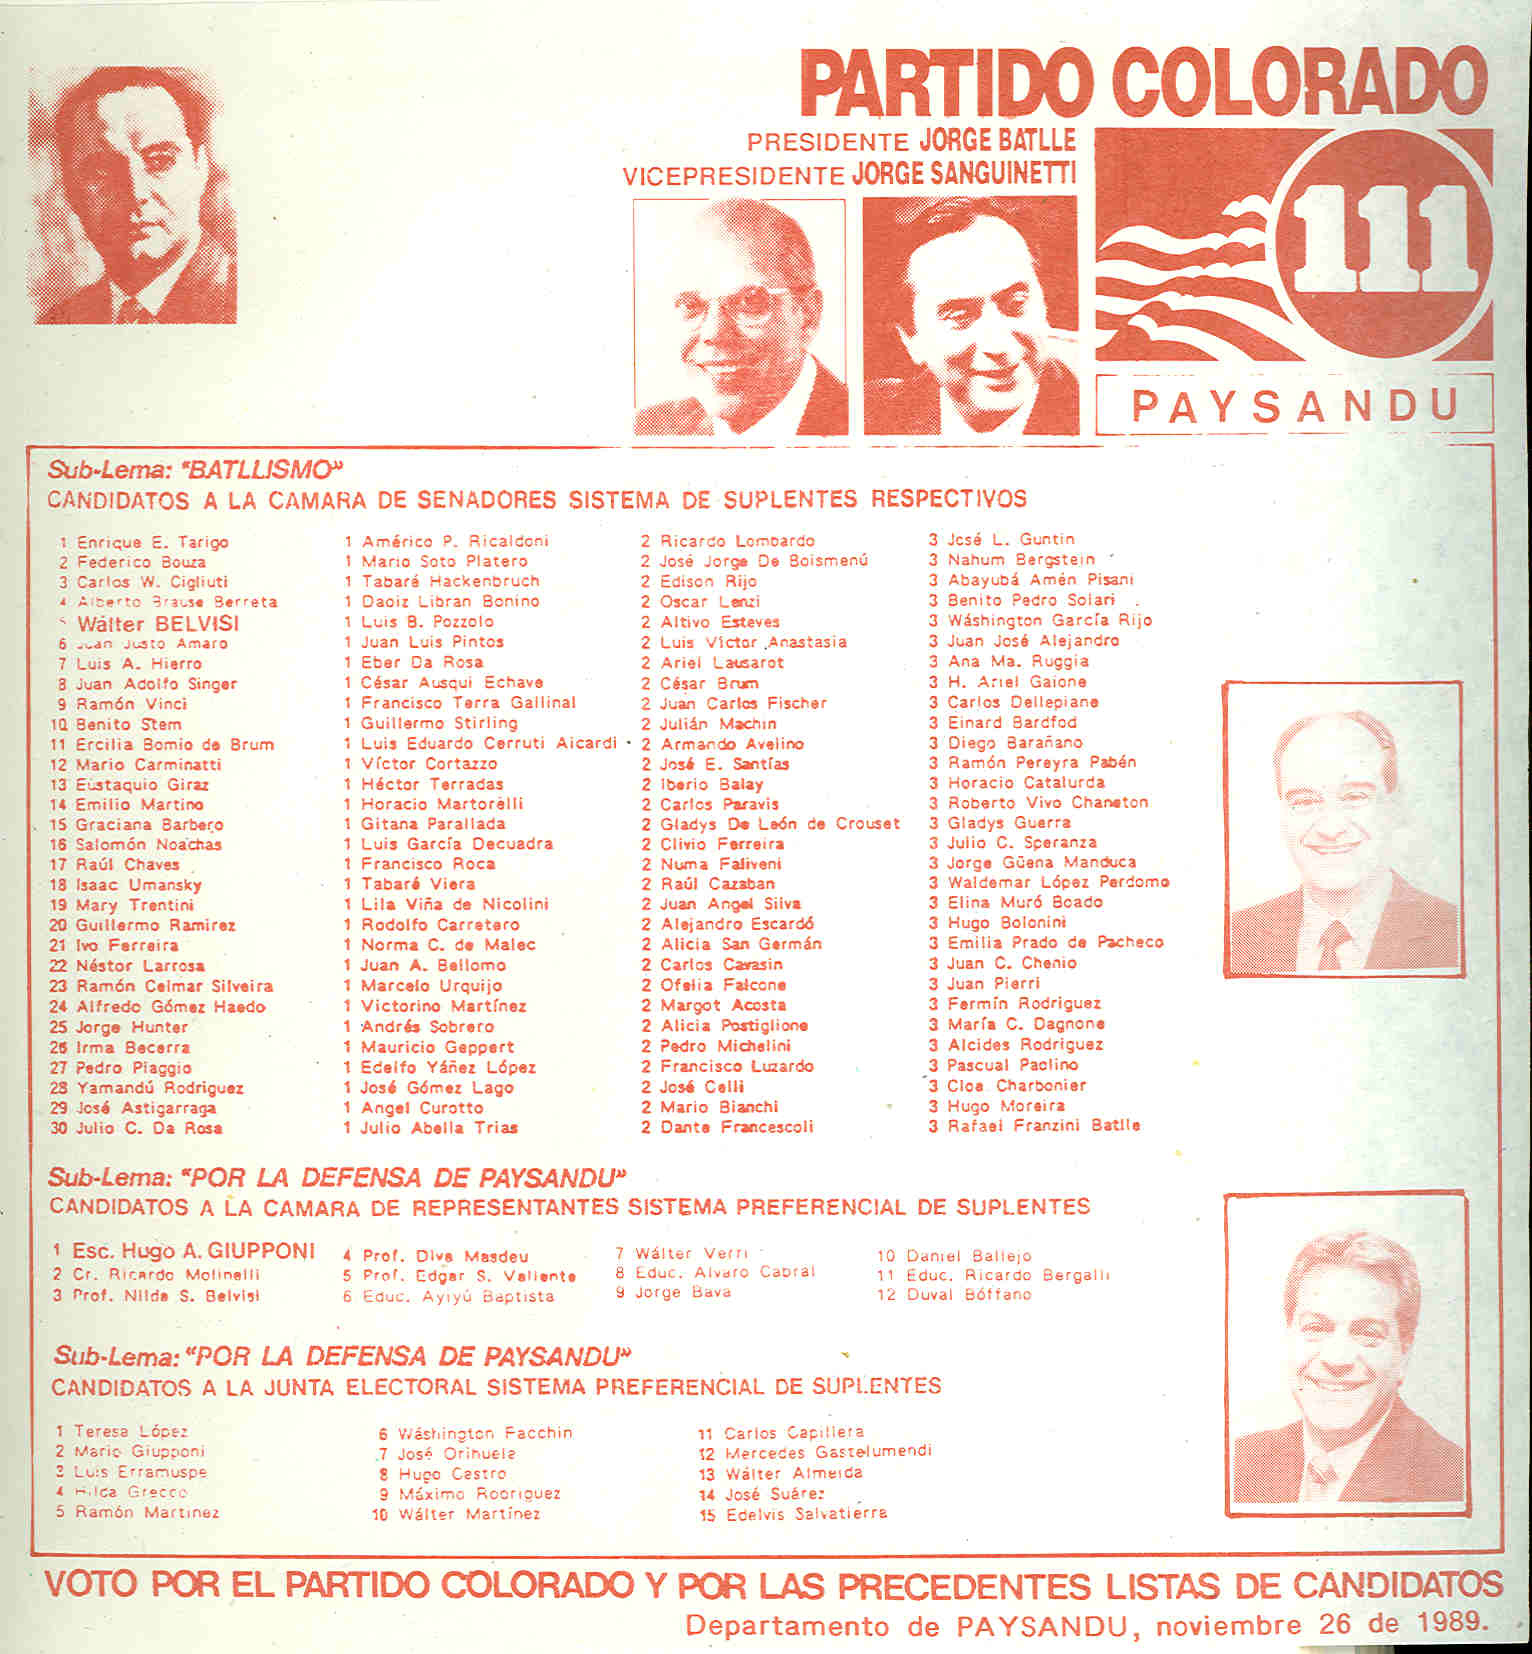 PARTIDO COLORADO
PRESIDENTE JORGE BATLLE
VICEPRESIDENTE JORGE SANGUINETTI
111
PAYSANDU
Sub-Lema: "BATLLISMO"
CANDIDATOS A LA CAMARA DE SENADORES SISTEMA DE SUPLENTES RESPECTIVOS
1 Enrique E. Tarigo
2 Federico Bouza
3 Carlos W. Cigliuti
4 Alberto Brause Berreta
5 Wálter BELVISI
6 Juan Justo Amaro
7 Luis A. Hierro
8 Juan Adolfo Singer
9 Ramón Vinci
10 Benito Stern
11 Ercilia Bomio de Brum
12 Mario Carminatti
13 Eustaquio Giraz
14 Emilio Martino
15 Graciana Barbero
16 Salomón Noachas
17 Raúl Chaves
18 Isaac Umansky
19 Mary Trentini
20 Guillermo Ramirez
21 Ivo Ferreira
22 Néstor Larrosa
23 Ramón Celmar Silveira
24 Alfredo Gómez Haedo
25 Jorge Hunter
26 Irma Becerra
27 Pedro Piaggio
28 Yamandú Rodriguez
29 José Astigarraga
30 Julio C. Da Rosa
1 Américo P. Ricaldoni
1 Mario Soto Platero
1 Tabaré Hackenbruch
1 Daoiz Libran Bonino
1 Luis B. Pozzolo
1 Juan Luis Pintos
1 Eber Da Rosa
1 César Ausqui Echave
1 Francisco Terra Gallinal
1 Guillermo Stirling
1 Luis Eduardo Cerruti Aicardi
1 Víctor Cortazzo
1 Héctor Terradas
1 Horacio Martorelli
1 Gitana Parallada
1 Luis García Decuadra
1 Francisco Roca
1 Tabaré Viera
1 Lila Viña de Nicolini
1 Rodolfo Carretero
1 Norma C. de Malec
1 Juan A. Bellomo
1 Marcelo Urquijo
1 Victorino Martínez
1 Andrés Sobrero
1 Mauricio Geppert
1 Edelfo Yáñez López
1 José Gómez Lago
1 Angel Curotto
1 Julio Abella Trias
2 Ricardo Lombardo
2 José Jorge De Boismenú
2 Edison Rijo
2 Oscar Lenzi
2 Altivo Esteves
2 Luis Víctor Anastasia
2 Ariel Lausarot
2 César Brum
2 Juan Carlos Fischer
2 Julián Machin
2 Armando Avelino
2 José E. Santías
2 Iberio Balay
2 Carlos Paravis
2 Gladys De León de Crouset
2 Clivio Ferreira
2 Numa Faliveni
2 Raúl Cazaban
2 Juan Angel Silva
2 Alejandro Escardó
2 Alicia San Germán
2 Carlos Cavasin
2 Ofelia Falcone
2 Margot Acosta
2 Alicia Postiglione
2 Pedro Michelini
2 Francisco Luzardo
2 José Celli
2 Mario Bianchi
2 Dante Francescoli
3 José L. Guntin
3 Nahum Bergstein
3 Abayubá Amén Pisani
3 Benito Pedro Solari
3 Wáshington García Rijo
3 Juan José Alejandro
3 Ana Ma. Ruggia
3 H. Ariel Gaione
3 Carlos Dellepiane
3 Einard Bardfod
3 Diego Barañano
3 Ramón Pereyra Pabén
3 Horacio Catalurda
3 Roberto Vivo Chaneton
3 Gladys Guerra
3 Julio C. Speranza
3 Jorge Güena Manduca
3 Waldemar López Perdomo
3 Elina Muró Boado
3 Hugo Bolonini
3 Emilia Prado de Pacheco
3 Juan C. Chenio
3 Juan Pierri
3 Fermín Rodriguez
3 María C. Dagnone
3 Alcides Rodriguez
3 Pascual Paolino
3 Cloe Charbonier
3 Hugo Moreira
3 Rafael Franzini Batlle
Sub-Lema: "POR LA DEFENSA DE PAYSANDU"
CANDIDATOS A LA CAMARA DE REPRESENTANTES SISTEMA PREFERENCIAL DE SUPLENTES
1 Esc. Hugo A. GIUPPONI
2 Cr. Ricardo Molinelli
3 Prof. Nilda S. Belvisi
4 Prof. Diva Masdeu
5 Prof. Edgar S. Valiente
6 Educ. Ayiyú Baptista
7 Wálter Verri
8 Educ. Alvaro Cabral
9 Jorge Bava
10 Daniel Ballejo
11 Educ. Ricardo Bergalli
12 Duval Bóffano
Sub-Lema: "POR LA DEFENSA DE PAYSANDU"
CANDIDATOS A LA JUNTA ELECTORAL SISTEMA PREFERENCIAL DE SUPLENTES
1 Teresa López
2 Mario Giupponi
3 Luis Erramuspe
4 Hilda Grecco
5 Ramón Martinez
6 Wáshington Facchin
7 José Orihuela
8 Hugo Castro
9 Máximo Rodriguez
10 Wálter Martínez
11 Carlos Capillera
12 Mercedes Gastelumendi
13 Wálter Almeida
14 José Suárez
15 Edelvis Salvatierra
VOTO POR EL PARTIDO COLORADO Y POR LAS PRECEDENTES LISTAS DE CANDIDATOS
Departamento de PAYSANDU, noviembre 26 de 1989.